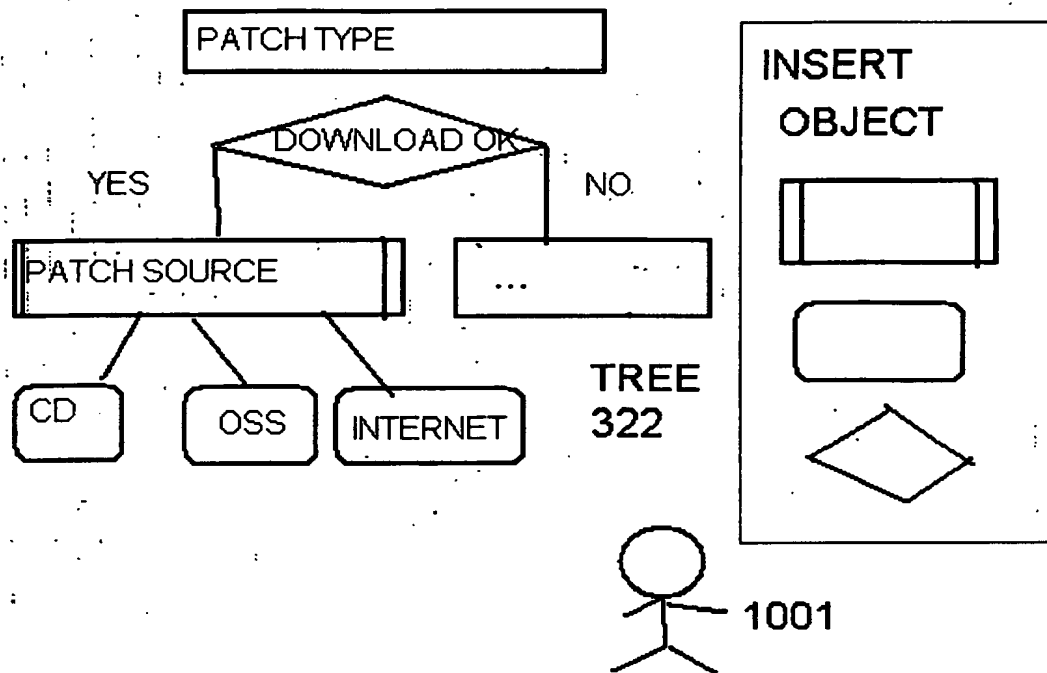 PATCH TYPE
DOWNLOAD OK
YES
NO
PATCH SOURCE
...
CD
OSS
INTERNET
TREE
322
INSERT
OBJECT
1001